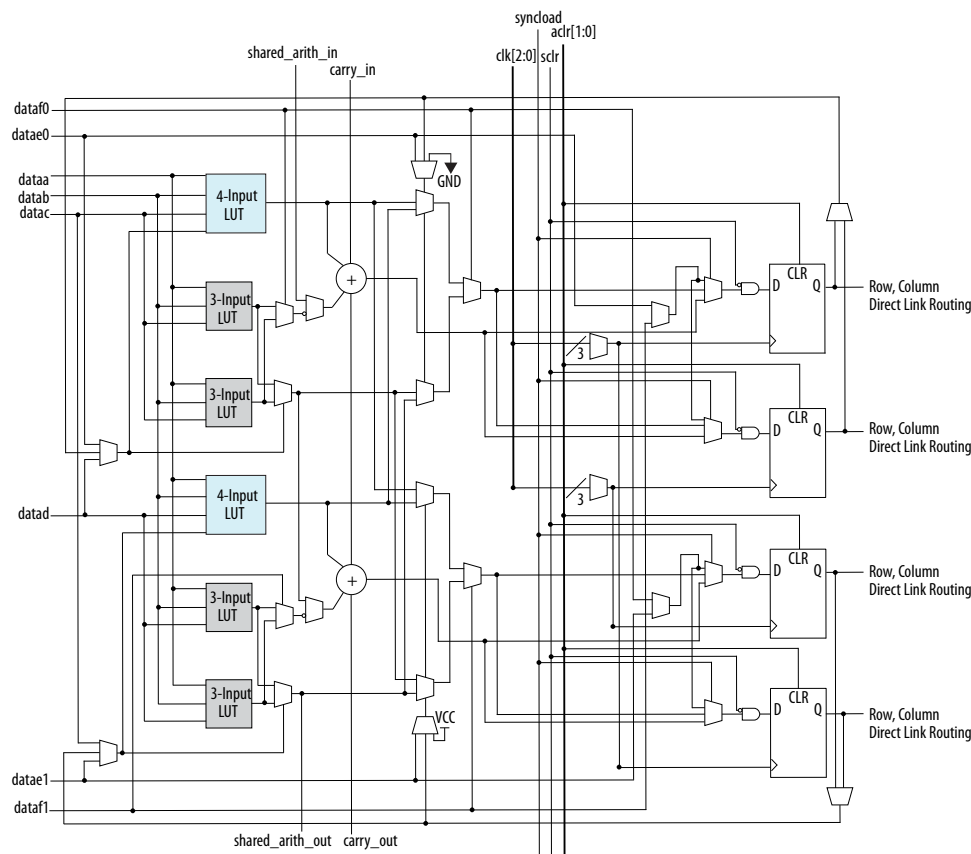 syncload
aclr[1:0]
shared_arith_in
clk[2:0]
sclr
carry_in
dataf0
datae0
GND
dataa
datab
datac
4-Input
LUT
CLR
D
Q
+
3-Input
LUT
Row, Column
Direct Link Routing
3
3-Input
LUT
CLR
D
Q
Row, Column
Direct Link Routing
4-Input
LUT
3
datad
CLR
D
Q
+
Row, Column
Direct Link Routing
3-Input
LUT
3-Input
LUT
CLR
D
Q
VCC
Row, Column
Direct Link Routing
datae1
dataf1
shared_arith_out
carry_out